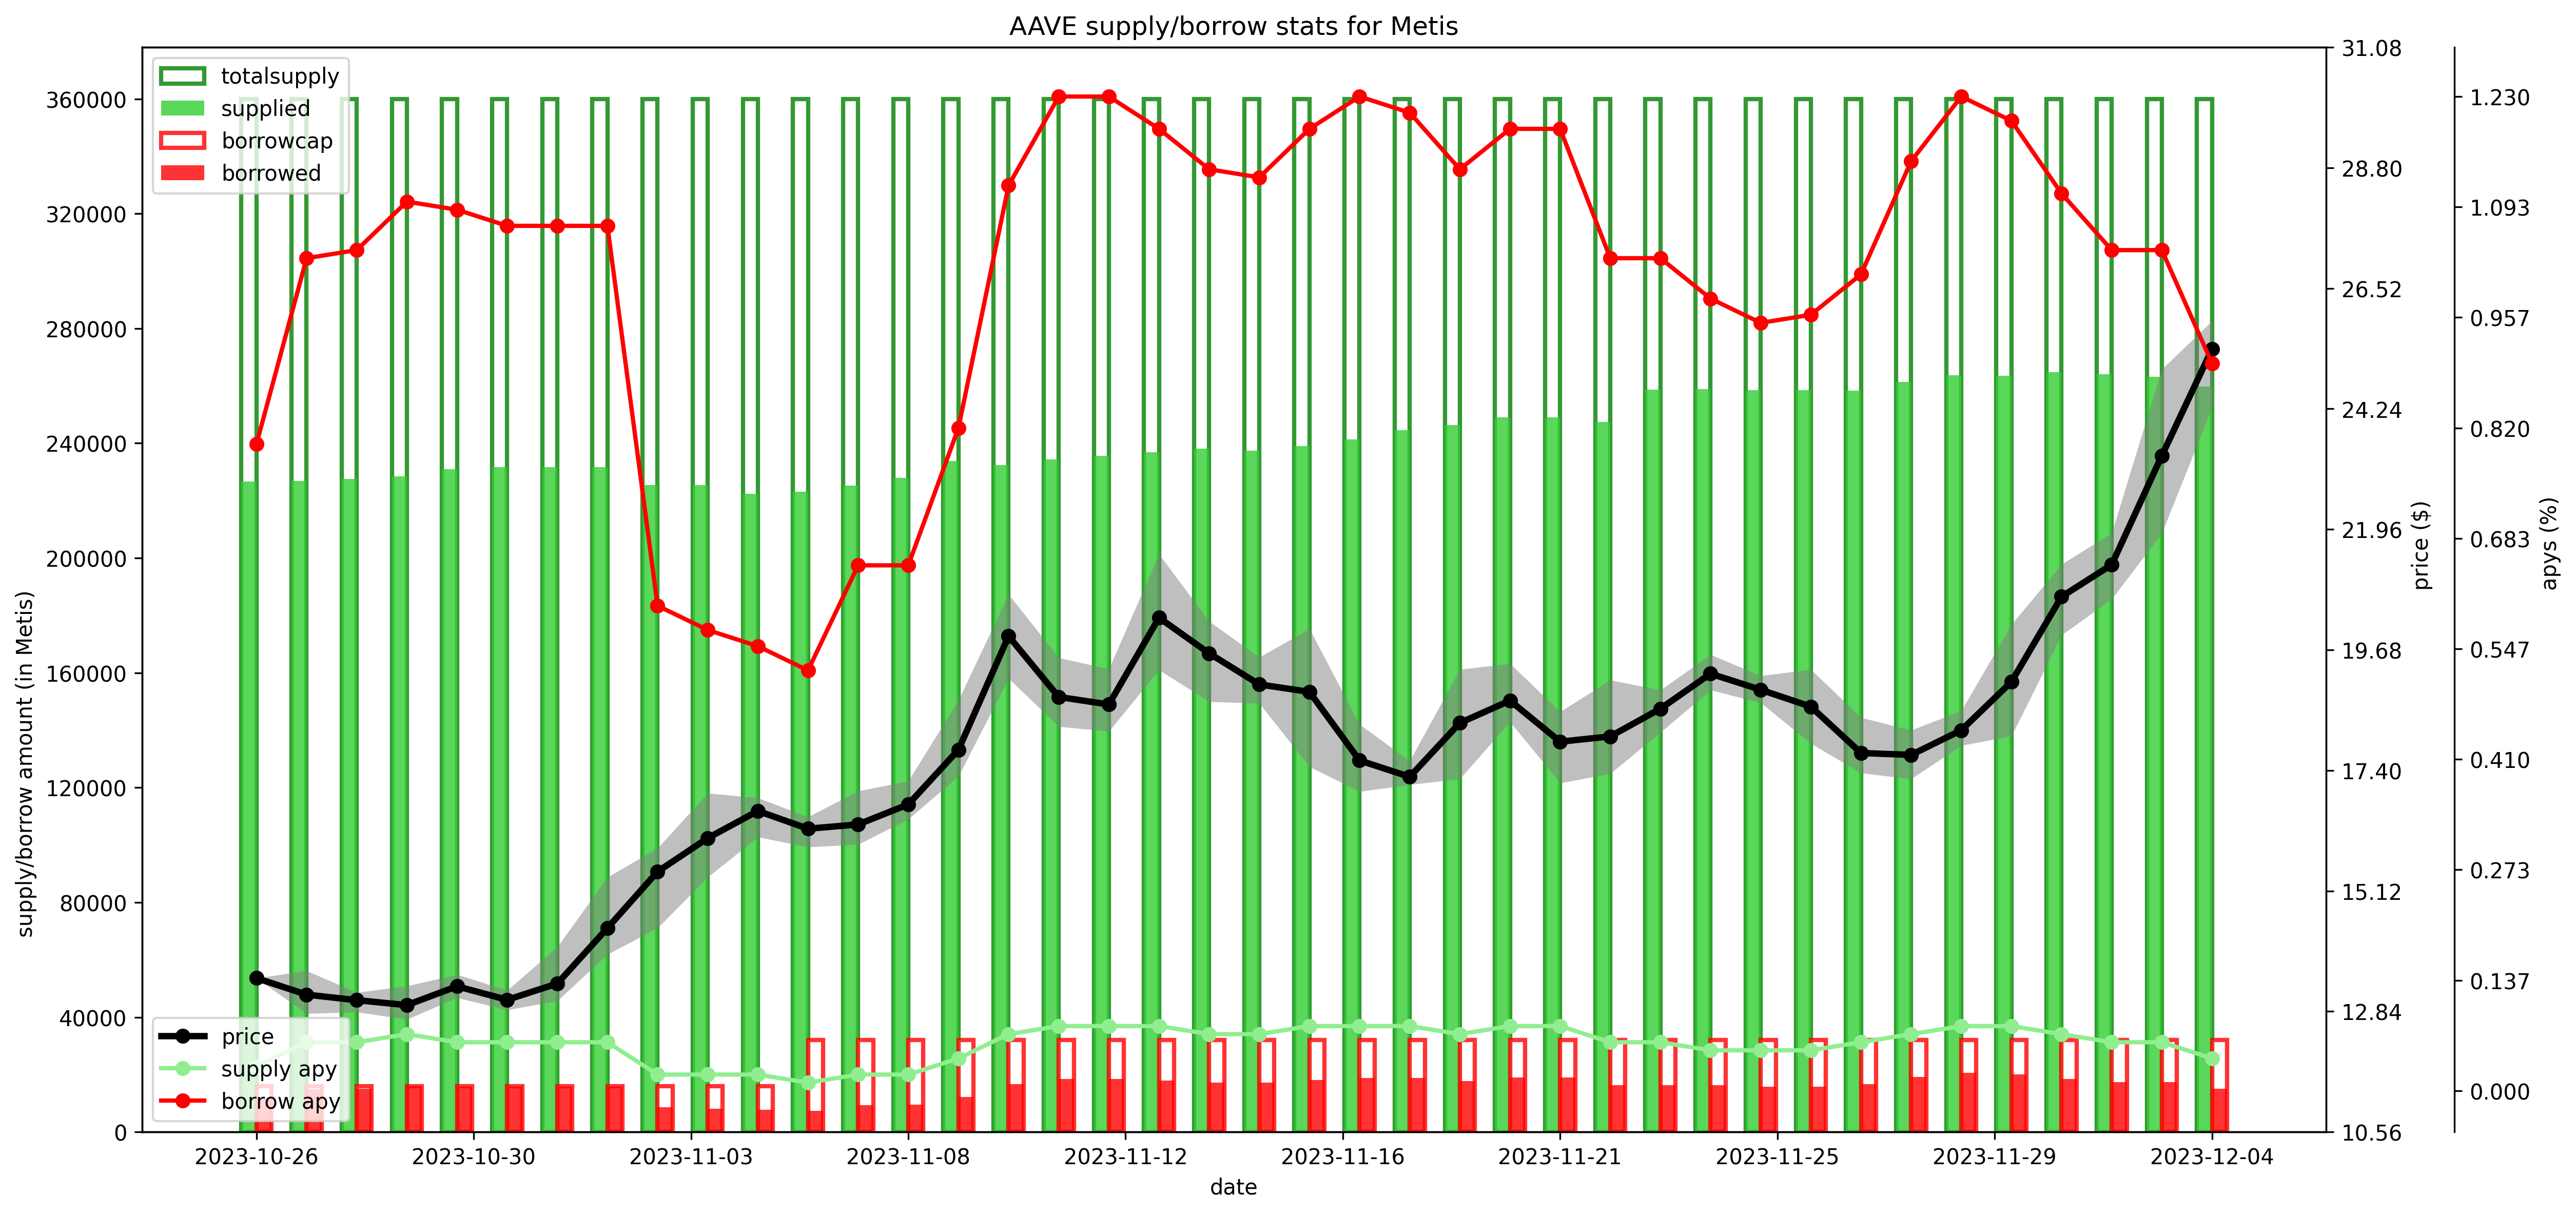 AAVE supply/borrow stats for Metis
totalsupply
supplied
borrowcap
borrowed
360000
320000
280000
240000
200000
160000
120000
80000
40000
0
supply/borrow amount (in Metis)
price
supply apy
borrow apy
31.08
28.80
26.52
24.24
21.96
19.68
17.40
15.12
12.84
10.56
price ($)
1.230
1.093
0.957
0.820
0.683
0.547
0.410
0.273
0.137
0.000
apys (%)
2023-10-26 2023-10-30 2023-11-03 2023-11-08 2023-11-12 2023-11-16 2023-11-21 2023-11-25 2023-11-29 2023-12-04
date